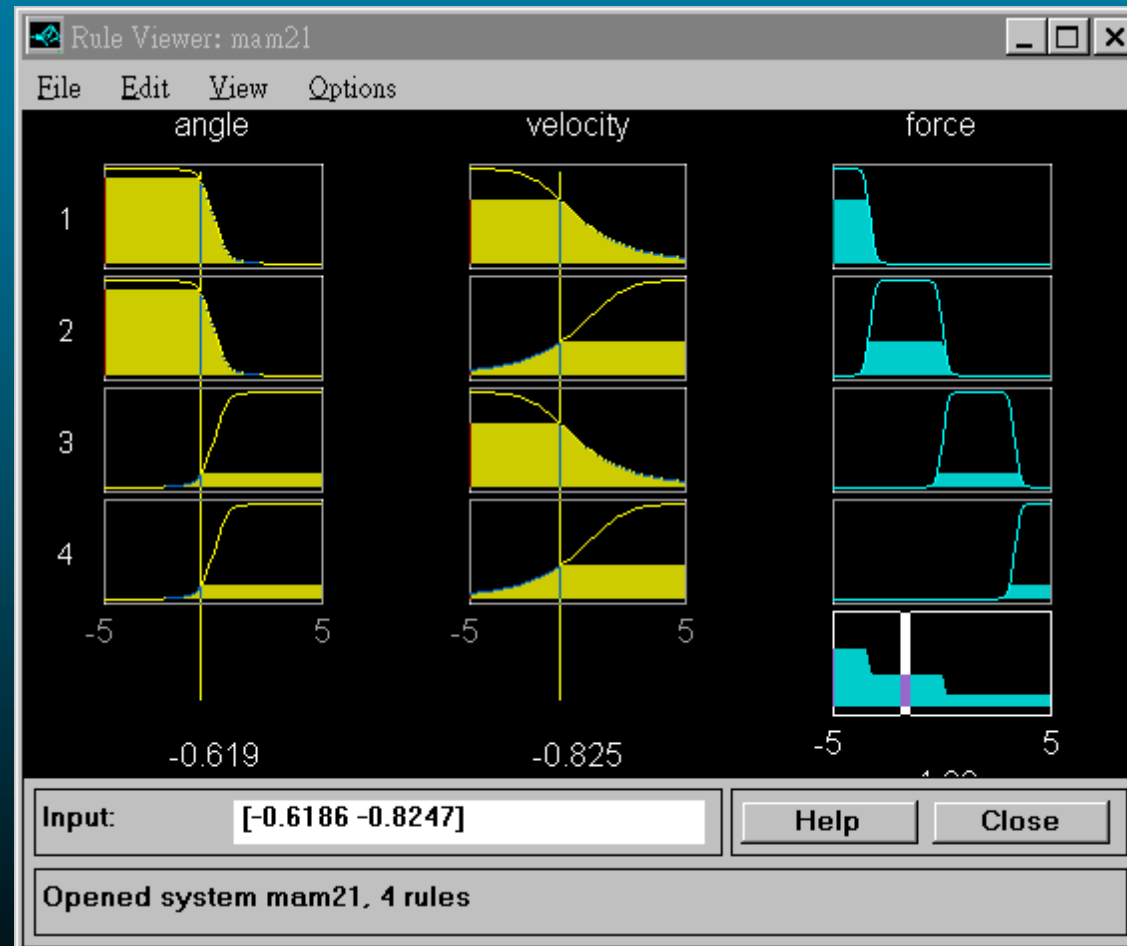 Rule Viewer: mam21
File Edit View Options
angle velocity force
1
2
3
4
-5 5 -5 5
-5 5
-0.619 -0.825
Input: [-0.6186 -0.8247] Help Close
Opened system mam21, 4 rules